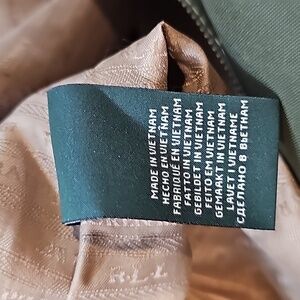 MADE IN VIETNAM
HECHO EN VIETNAM
FABRIQUÉ EN VIETNAM
FATTO IN VIETNAM
GEBILDET IN VIETNAM
FEITO EM VIETNAM
GEMAAKT IN VIETNAM
LAVET I VIETNAME
СДЕЛАНО В ВЬЕТНАМ